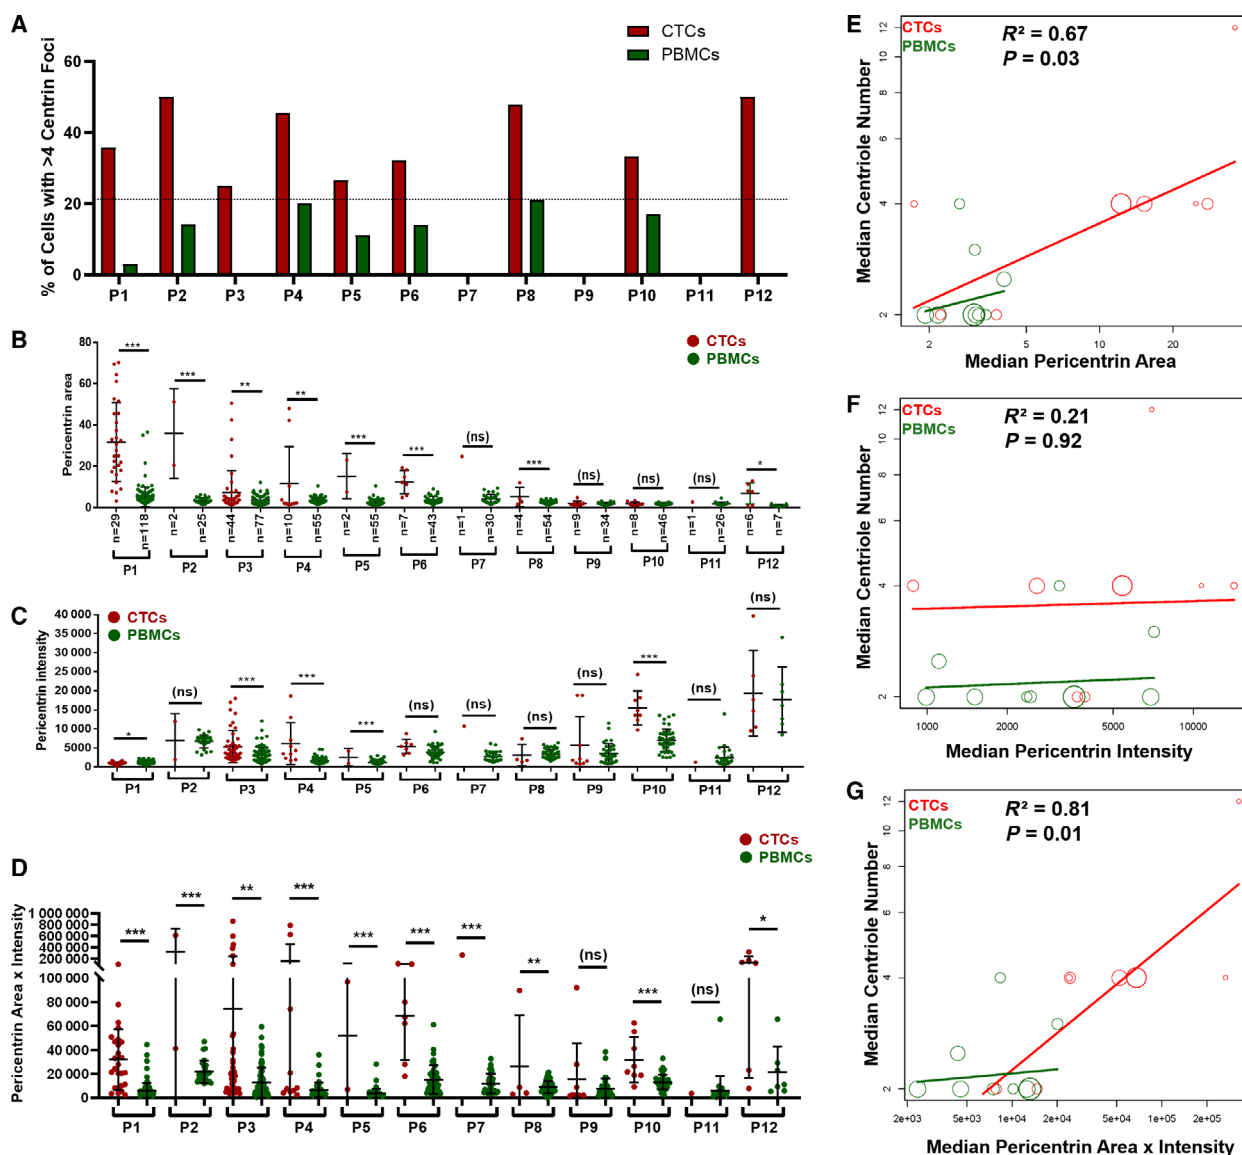 A
CTCs
PBMCs
% of Cells with >4 Centrin Foci
60
40
20
0
P1 P2 P3 P4 P5 P6 P7 P8 P9 P10 P11 P12
B
CTCs
PBMCs
Pericentrin area
80
60
40
20
0
*** *** ** ** *** *** (ns) *** (ns) (ns) (ns) *
n=29 n=118 n=2 n=25 n=44 n=77 n=10 n=55 n=2 n=55 n=7 n=43 n=1 n=30 n=4 n=54 n=9 n=34 n=8 n=46 n=1 n=26 n=6 n=7
P1 P2 P3 P4 P5 P6 P7 P8 P9 P10 P11 P12
C
CTCs
PBMCs
Pericentrin intensity
40 000
35 000
30 000
25 000
20 000
15 000
10 000
5000
0
* (ns) *** *** *** (ns) (ns) (ns) (ns) *** (ns) (ns)
P1 P2 P3 P4 P5 P6 P7 P8 P9 P10 P11 P12
D
CTCs
PBMCs
Pericentrin Area x Intensity
1 000 000
800 000
600 000
400 000
200 000
100 000
80 000
60 000
40 000
20 000
0
*** *** ** *** *** *** *** ** (ns) *** (ns) *
P1 P2 P3 P4 P5 P6 P7 P8 P9 P10 P11 P12
E
CTCs
PBMCs
R² = 0.67
P = 0.03
Median Centriole Number
12
8
6
4
2
2 5 10 20
Median Pericentrin Area
F
CTCs
PBMCs
R² = 0.21
P = 0.92
Median Centriole Number
12
8
6
4
2
1000 2000 5000 10000
Median Pericentrin Intensity
G
CTCs
PBMCs
R² = 0.81
P = 0.01
Median Centriole Number
12
8
6
4
2
2e+03 5e+03 1e+04 2e+04 5e+04 1e+05 2e+05
Median Pericentrin Area x Intensity